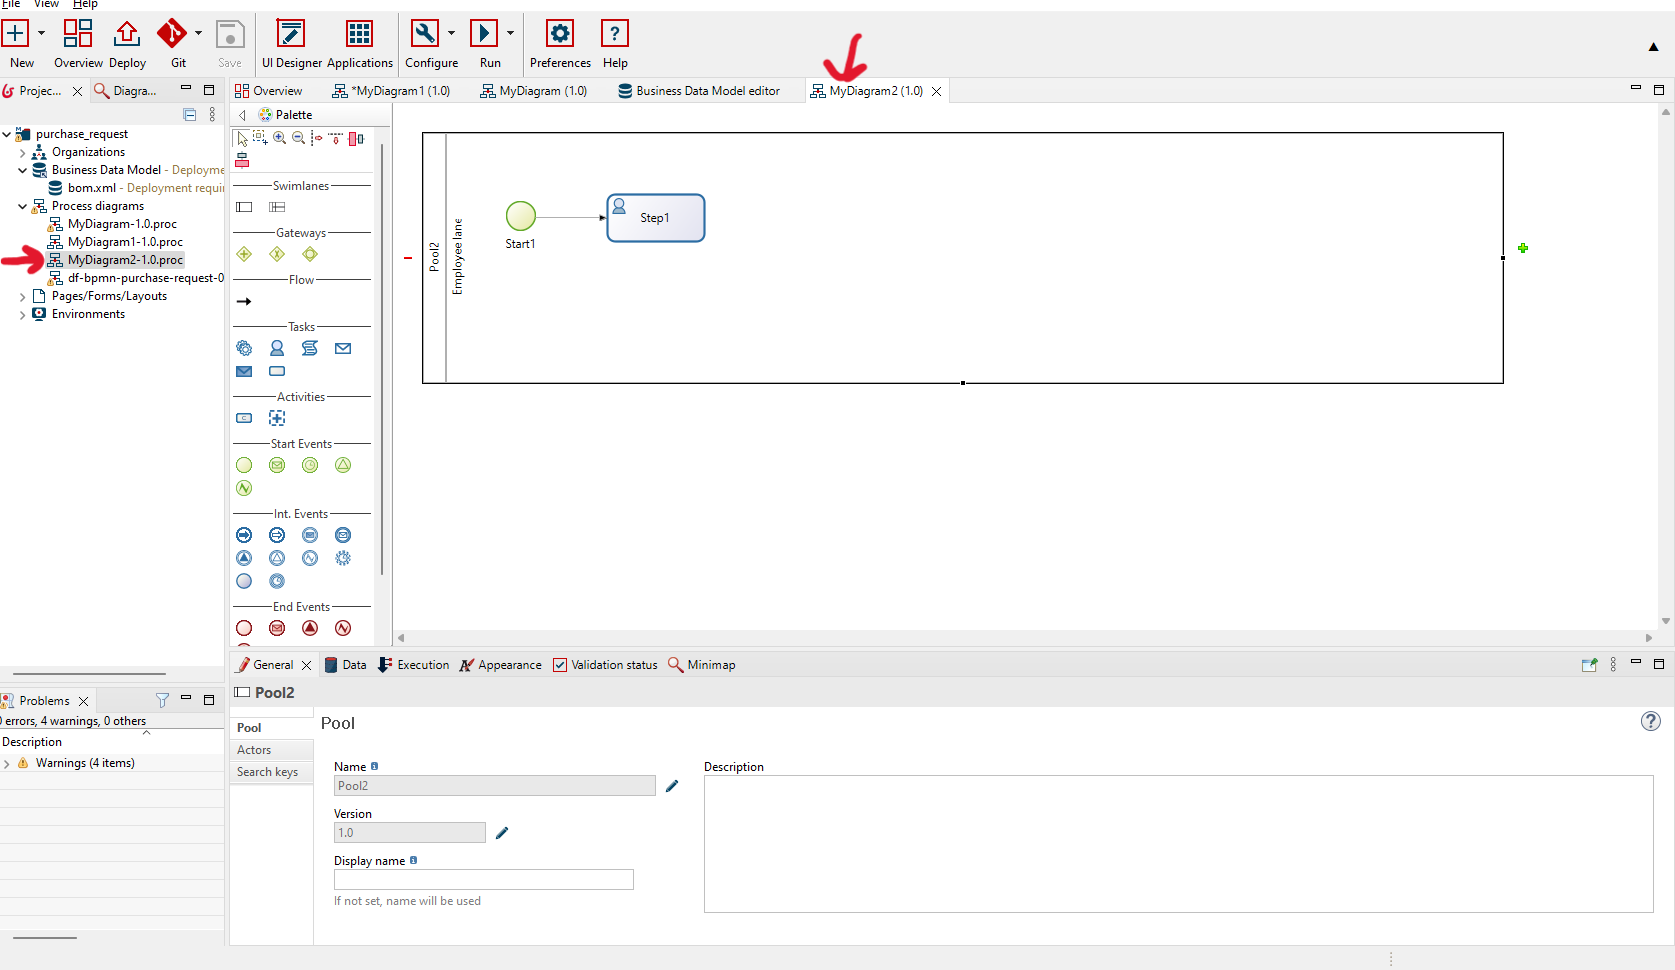 File View Help
New Overview Deploy Git Save UI Designer Applications Configure Run Preferences Help
Projec... Diagra...
Overview *MyDiagram1 (1.0) MyDiagram (1.0) Business Data Model editor MyDiagram2 (1.0)
purchase_request
Organizations
Business Data Model - Deployme
bom.xml - Deployment requir
Process diagrams
MyDiagram-1.0.proc
MyDiagram1-1.0.proc
MyDiagram2-1.0.proc
df-bpmn-purchase-request-0
Pages/Forms/Layouts
Environments
Palette
Swimlanes
Gateways
Flow
Tasks
Activities
Start Events
Int. Events
End Events
Pool2
Employee lane
Start1
Step1
Problems
0 errors, 4 warnings, 0 others
Description
Warnings (4 items)
General Data Execution Appearance Validation status Minimap
Pool2
Pool
Actors
Search keys
Pool
Name
Pool2
Version
1.0
Display name
If not set, name will be used
Description